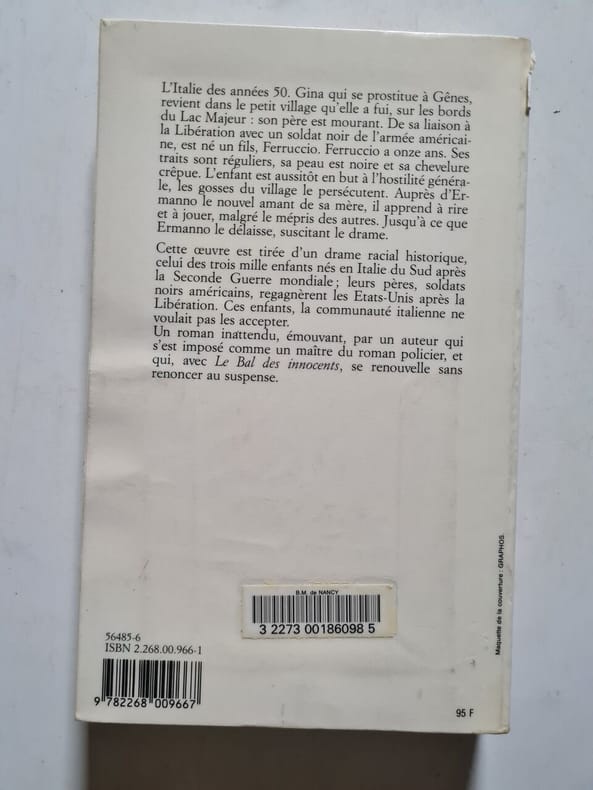 L'Italie des années 50. Gina qui se prostitue à Gênes,
revient dans le petit village qu'elle a fui, sur les bords
du Lac Majeur : son père est mourant. De sa liaison à
la Libération avec un soldat noir de l'armée américai-
ne, est né un fils, Ferruccio. Ferruccio a onze ans. Ses
traits sont réguliers, sa peau est noire et sa chevelure
crêpue. L'enfant est aussitôt en but à l'hostilité généra-
le, les gosses du village le persécutent. Auprès d'Er-
manno le nouvel amant de sa mère, il apprend à rire
et à jouer, malgré le mépris des autres. Jusqu'à ce que
Ermanno le délaisse, suscitant le drame.
Cette œuvre est tirée d'un drame racial historique,
celui des trois mille enfants nés en Italie du Sud après
la Seconde Guerre mondiale ; leurs pères, soldats
noirs américains, regagnèrent les Etats-Unis après la
Libération. Ces enfants, la communauté italienne ne
voulait pas les accepter.
Un roman inattendu, émouvant, par un auteur qui
s'est imposé comme un maître du roman policier, et
qui, avec Le Bal des innocents, se renouvelle sans
renoncer au suspense.
Maquette de la couverture : GRAPHOS.
B.M. de NANCY
3 2273 00186098 5
56485-6
ISBN 2.268.00.966-1
9 782268 009667
95 F